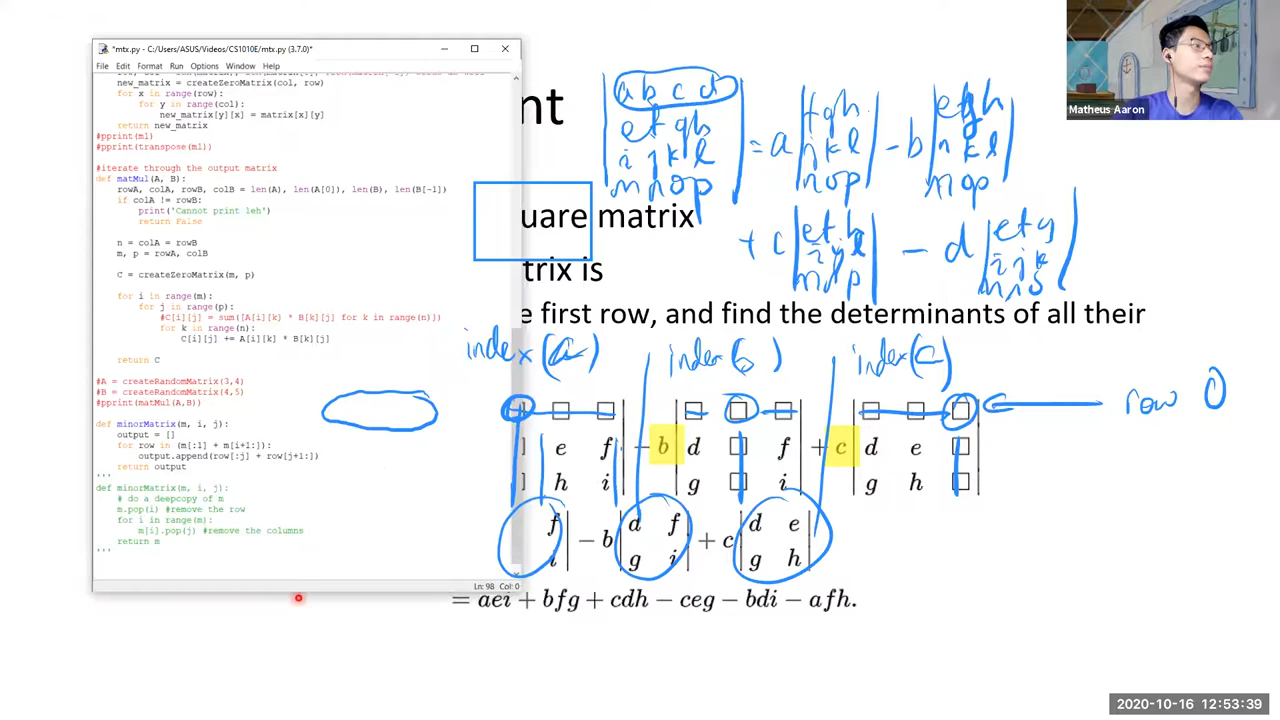 *mtx.py - C:/Users/ASUS/Videos/CS1010E/mtx.py (3.7.0)*
File Edit Format Run Options Window Help
new_matrix = createZeroMatrix(col, row)
for x in range(row):
for y in range(col):
new_matrix[y][x] = matrix[x][y]
return new_matrix
#pprint(m1)
#pprint(transpose(m1))
#iterate through the output matrix
def matMul(A, B):
rowA, colA, rowB, colB = len(A), len(A[0]), len(B), len(B[-1])
if colA != rowB:
print('Cannot print leh')
return False
n = colA = rowB
m, p = rowA, colB
C = createZeroMatrix(m, p)
for i in range(m):
for j in range(p):
#C[i][j] = sum([A[i][k] * B[k][j] for k in range(n)])
for k in range(n):
C[i][j] += A[i][k] * B[k][j]
return C
#A = createRandomMatrix(3,4)
#B = createRandomMatrix(4,5)
#pprint(matMul(A,B))
def minorMatrix(m, i, j):
output = []
for row in (m[:i] + m[i+1:]):
output.append(row[:j] + row[j+1:])
return output
'''
def minorMatrix(m, i, j):
# do a deepcopy of m
m.pop(i) #remove the row
for i in range(m):
m[i].pop(j) #remove the columns
return m
'''
Ln: 98 Col: 0
nt
uare matrix
trix is
e first row, and find the determinants of all their
a b c d
e f g h
i j k l
m n o p
= a
- b
+ c
- d
index(a) index(b) index(c)
row 0
e f - b d f + c d e
h i g i g h
f - b d f + c d e
i g i g h
= aei + bfg + cdh − ceg − bdi − afh.
Matheus Aaron
2020-10-16 12:53:39